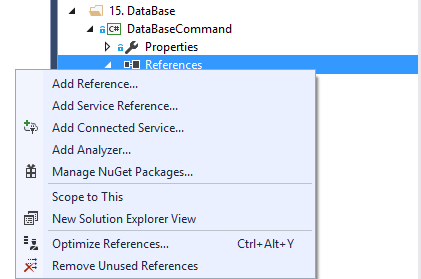 15. DataBase
C# DataBaseCommand
Properties
References
Add Reference...
Add Service Reference...
Add Connected Service...
Add Analyzer...
Manage NuGet Packages...
Scope to This
New Solution Explorer View
Optimize References... Ctrl+Alt+Y
Remove Unused References